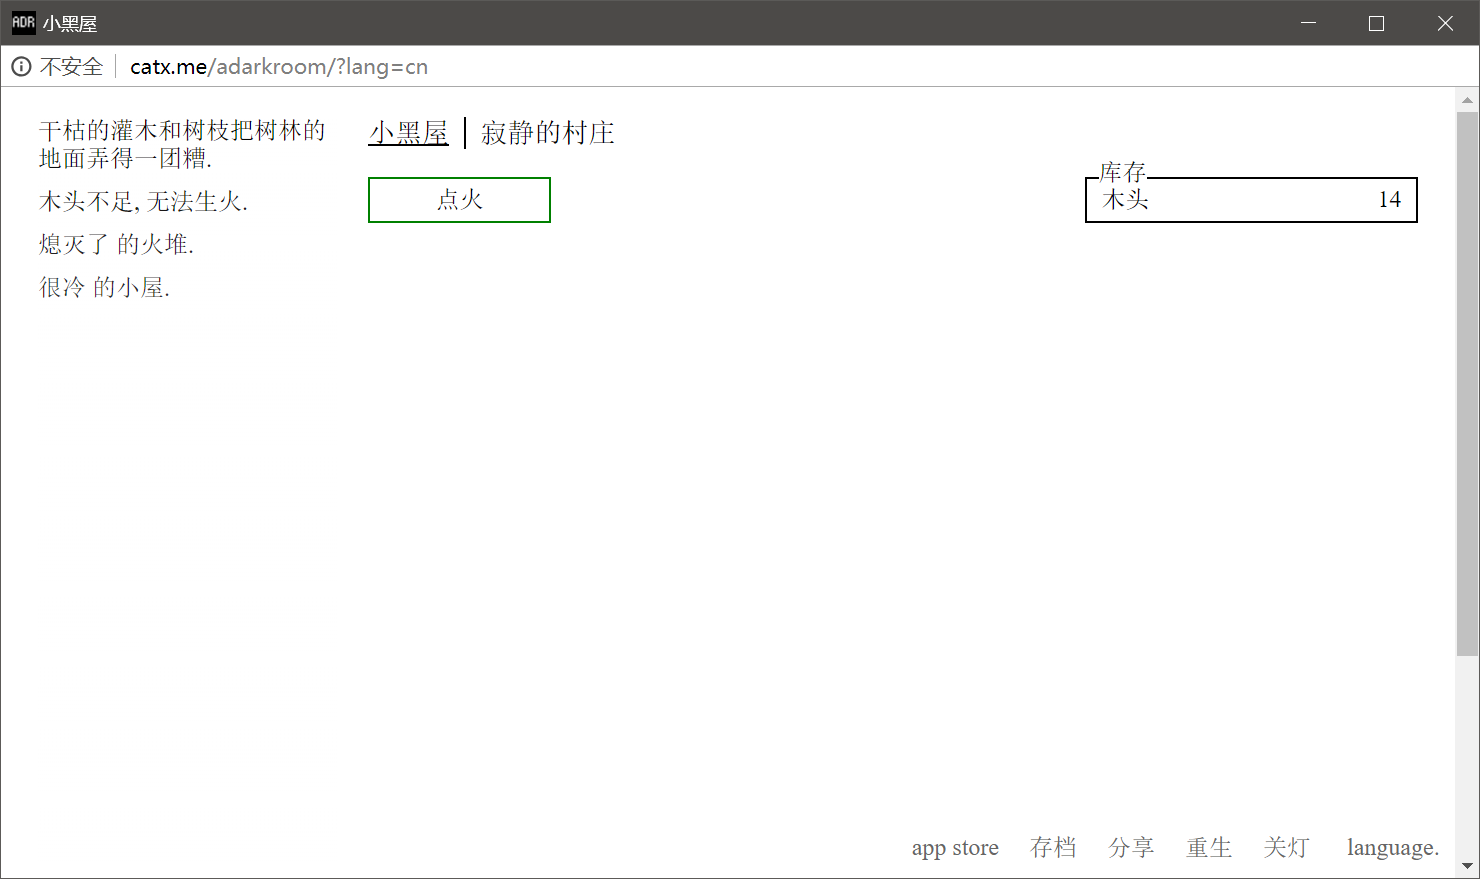 ADR 小黑屋
不安全 catx.me/adarkroom/?lang=cn
干枯的灌木和树枝把树林的
地面弄得一团糟.
木头不足, 无法生火.
熄灭了 的火堆.
很冷 的小屋.
小黑屋 | 寂静的村庄
点火
库存
木头 14
app store 存档 分享 重生 关灯 language.